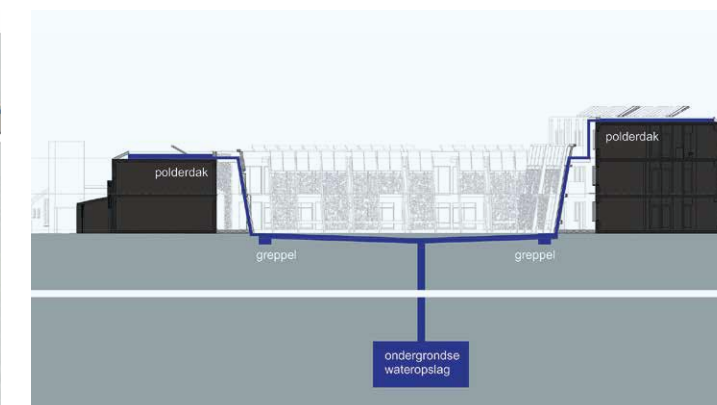 polderdak
polderdak
greppel
greppel
ondergrondse
wateropslag